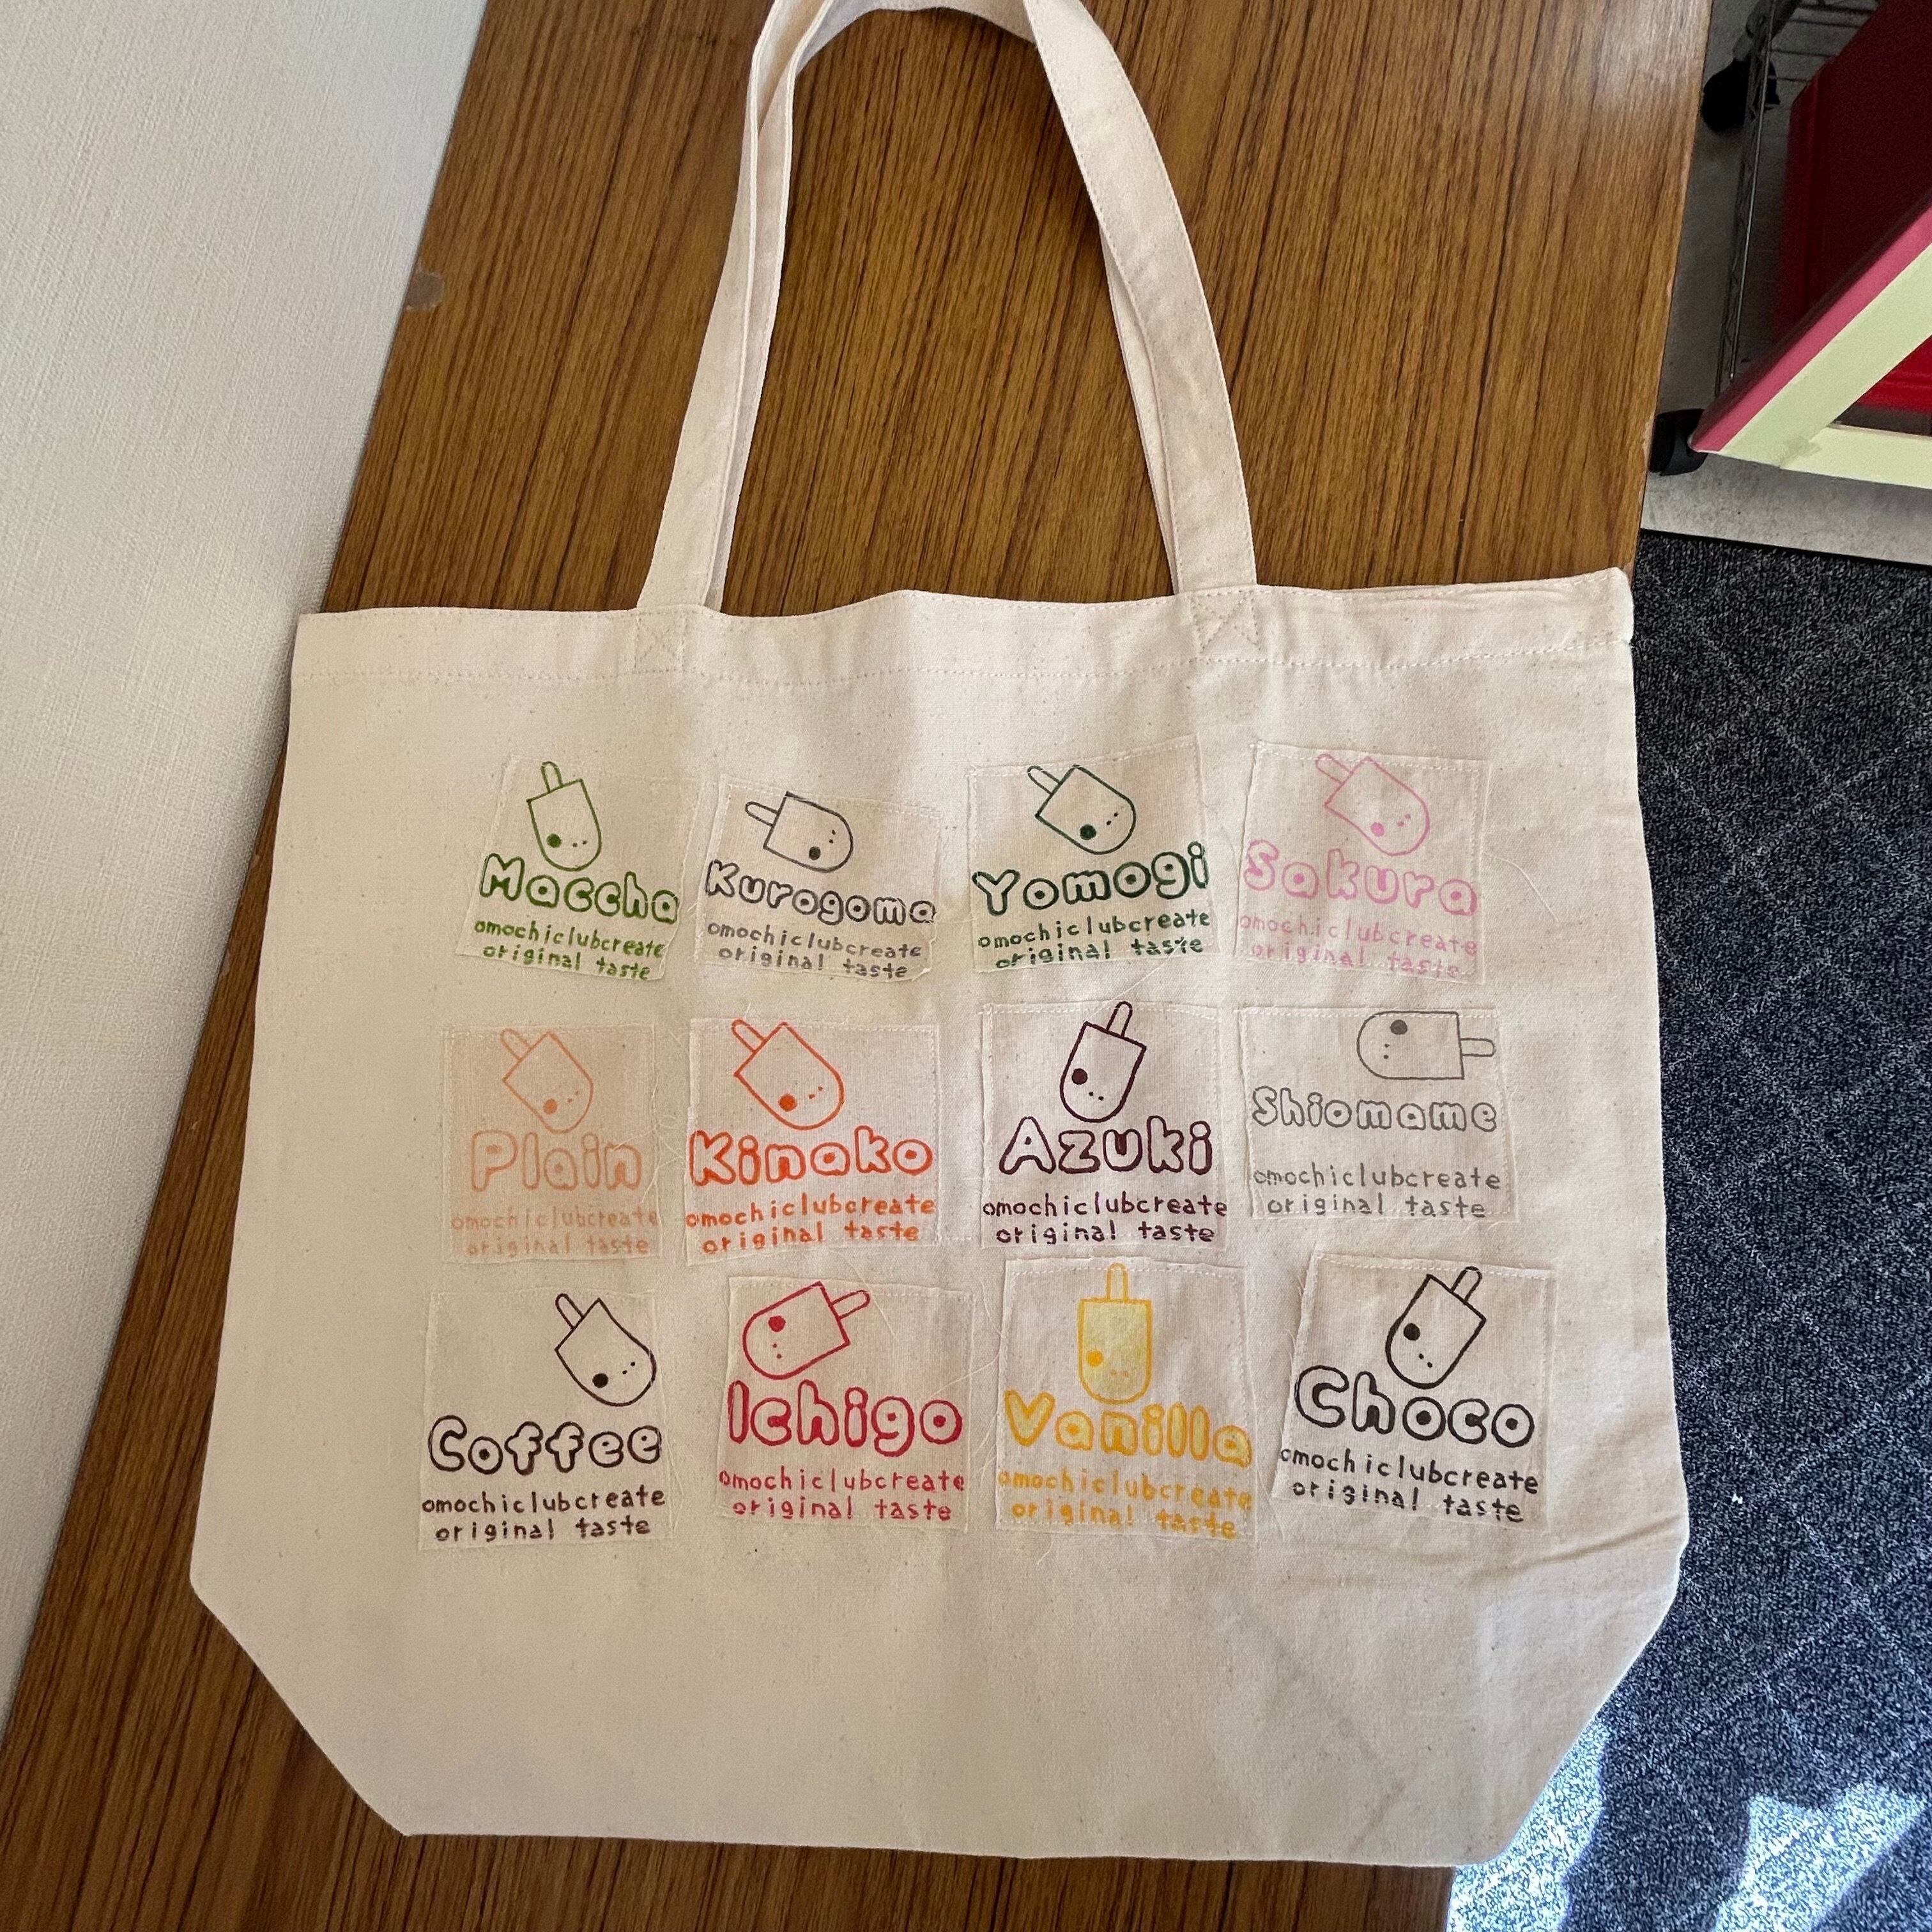 Maccha
omochiclubcreate
original taste
Kurogoma
omochiclubcreate
original taste
Yomogi
omochiclubcreate
original taste
Sakura
omochiclubcreate
original taste
Plain
omochiclubcreate
original taste
Kinako
omochiclubcreate
original taste
Azuki
omochiclubcreate
original taste
Shiomame
omochiclubcreate
original taste
Coffee
omochiclubcreate
original taste
Ichigo
omochiclubcreate
original taste
Vanilla
omochiclubcreate
original taste
Choco
omochiclubcreate
original taste